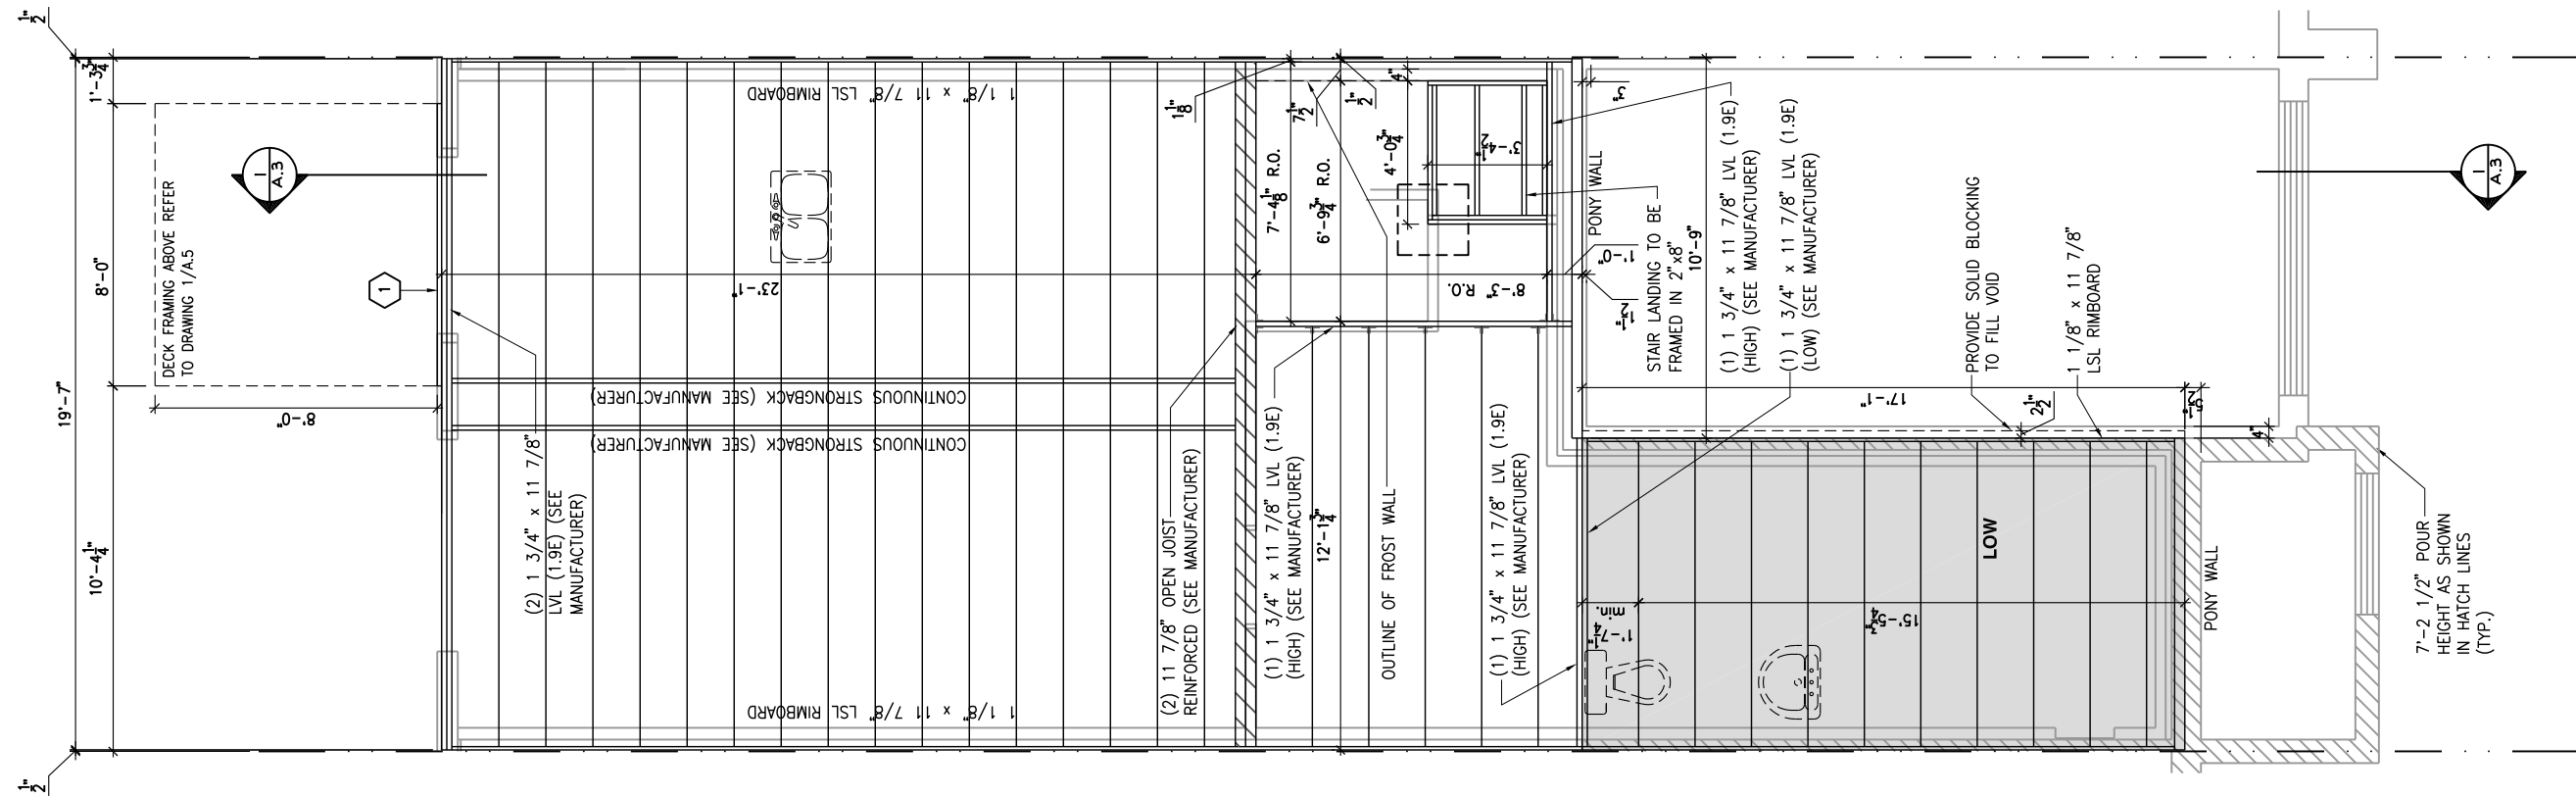 1"
2
1'-3 3/4"
8'-0"
19'-7"
10'-4 1/4"
1"
2
DECK FRAMING ABOVE REFER
TO DRAWING 1/A.5
8'-0"
1
A.3
1
1 1/8" x 11 7/8" LSL RIMBOARD
23'-1"
CONTINUOUS STRONGBACK (SEE MANUFACTURER)
CONTINUOUS STRONGBACK (SEE MANUFACTURER)
(2) 1 3/4" x 11 7/8"
LVL (1.9E) (SEE
MANUFACTURER)
1 1/8" x 11 7/8" LSL RIMBOARD
(2) 11 7/8" OPEN JOIST
REINFORCED (SEE MANUFACTURER)
1 1/8"
7 1/2"
1/2"
4"
7'-4 1/8" R.O.
6'-9 3/4" R.O.
4'-0 3/4"
3'-4 1/2"
3"
8'-3" R.O.
1'-0"
1 1/2"
PONY WALL
10'-9"
(1) 1 3/4" x 11 7/8" LVL (1.9E)
(HIGH) (SEE MANUFACTURER)
12'-1 3/4"
OUTLINE OF FROST WALL
(1) 1 3/4" x 11 7/8" LVL (1.9E)
(HIGH) (SEE MANUFACTURER)
STAIR LANDING TO BE
FRAMED IN 2"x8"
(1) 1 3/4" x 11 7/8" LVL (1.9E)
(HIGH) (SEE MANUFACTURER)
(1) 1 3/4" x 11 7/8" LVL (1.9E)
(LOW) (SEE MANUFACTURER)
PROVIDE SOLID BLOCKING
TO FILL VOID
1 1/8" x 11 7/8"
LSL RIMBOARD
17'-1"
2 1/2"
5 1/2"
4"
LOW
1'-7 1/4"
min.
15'-5 3/4"
PONY WALL
7'-2 1/2" POUR
HEIGHT AS SHOWN
IN HATCH LINES
(TYP.)
1
A.3